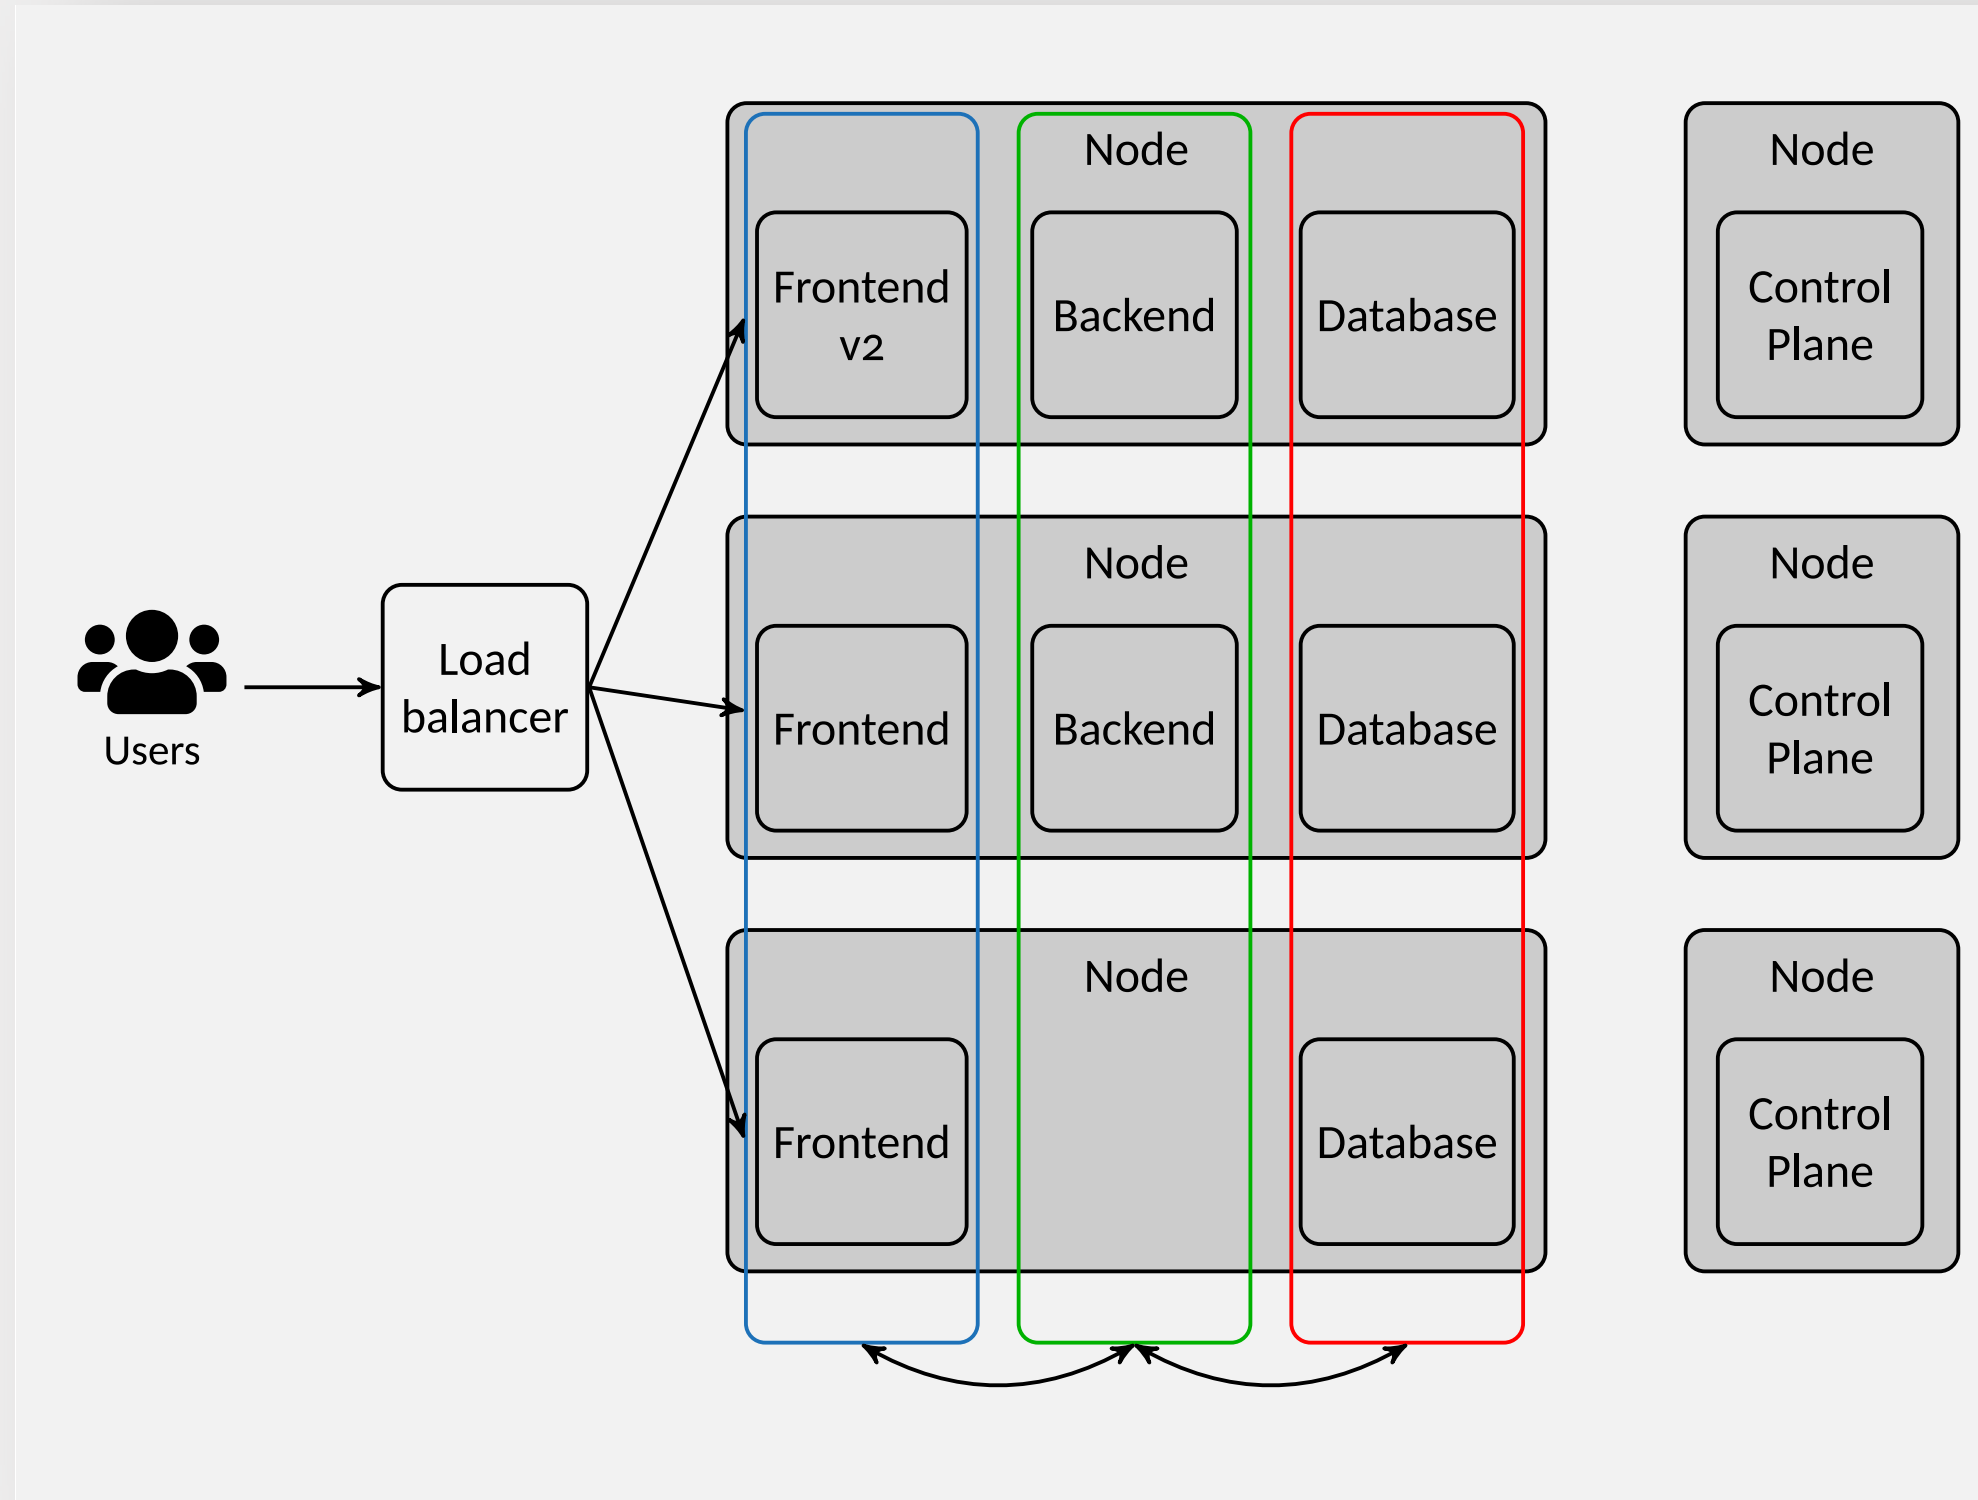 Users
Load
balancer
Node
Frontend
v2
Backend
Database
Node
Frontend
Backend
Database
Node
Frontend
Database
Node
Control
Plane
Node
Control
Plane
Node
Control
Plane